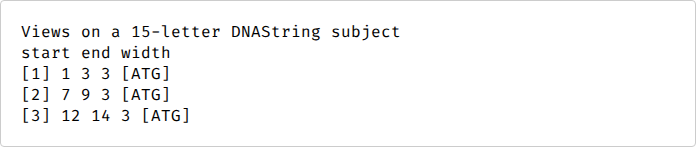 Views on a 15-letter DNAString subject
start end width
[1] 1 3 3 [ATG]
[2] 7 9 3 [ATG]
[3] 12 14 3 [ATG]